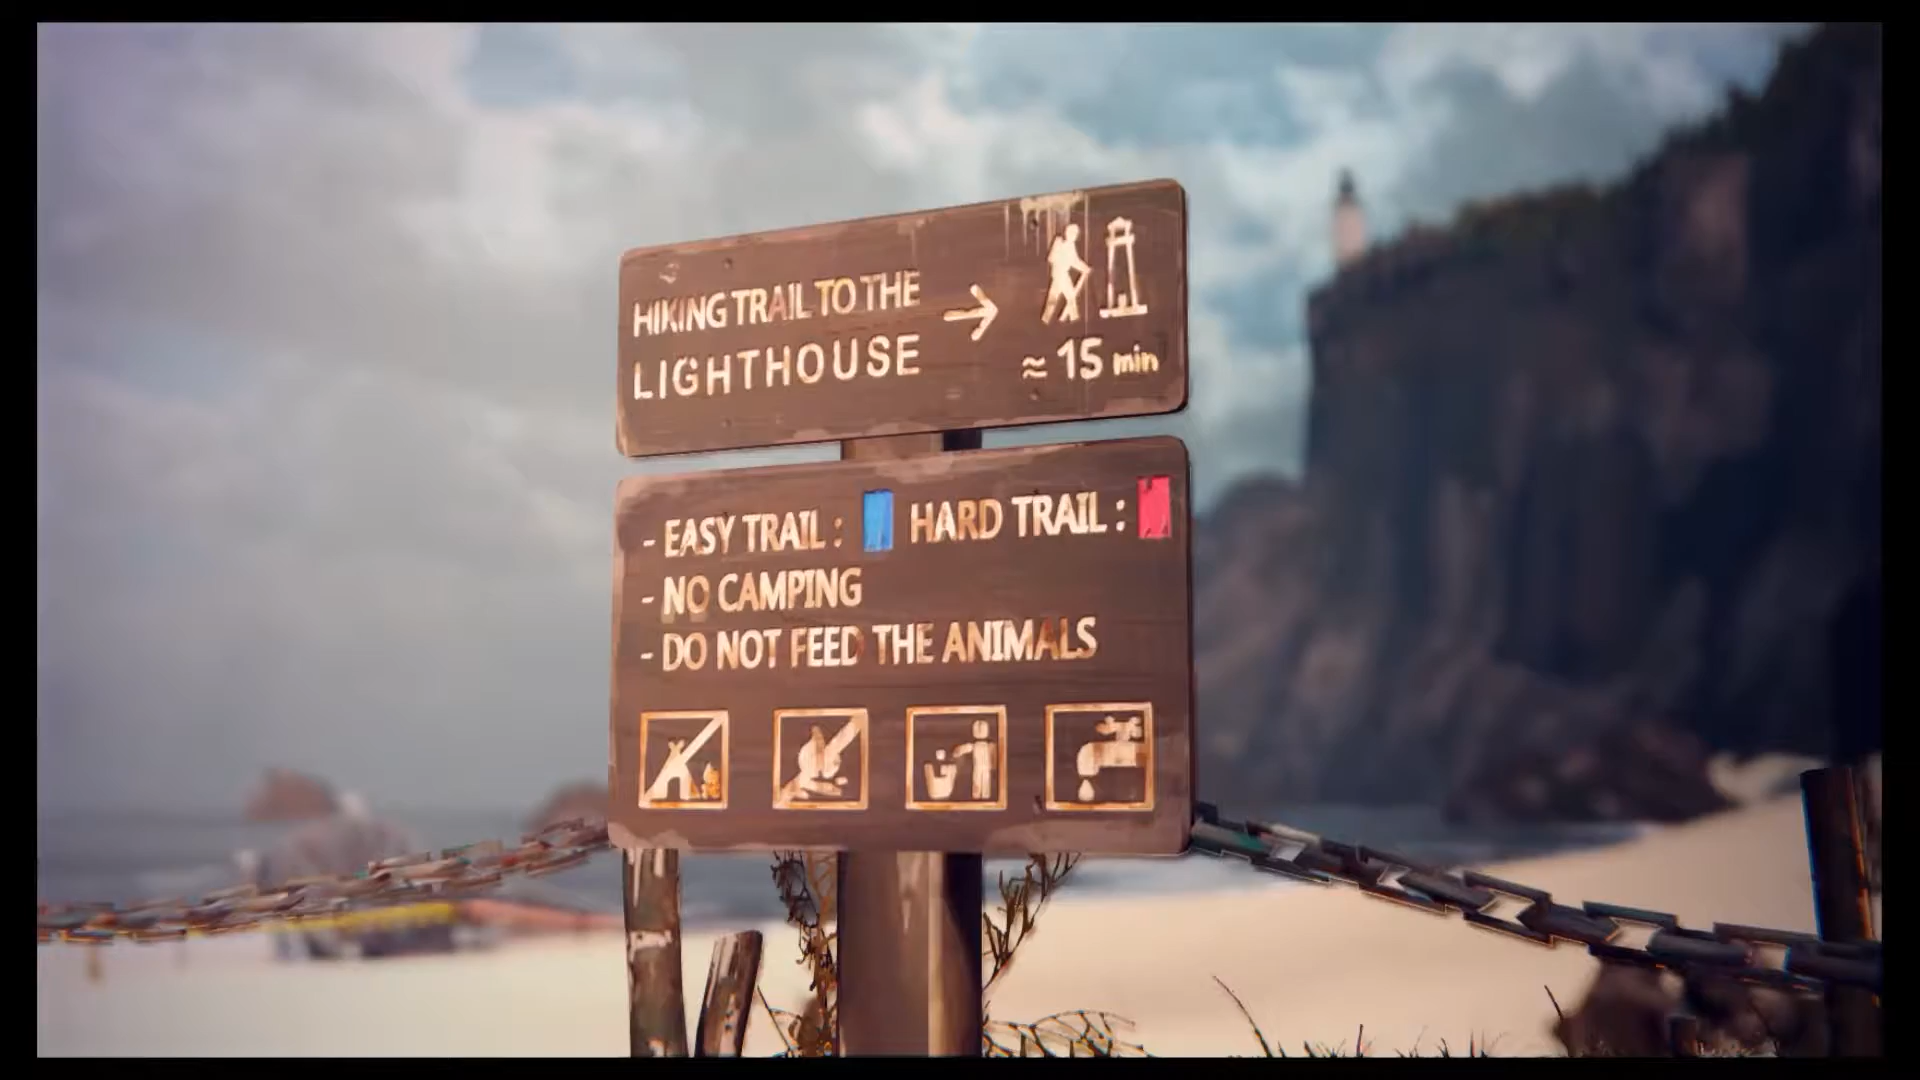 HIKING TRAIL TO THE
LIGHTHOUSE → ≈ 15 min
- EASY TRAIL : HARD TRAIL :
- NO CAMPING
- DO NOT FEED THE ANIMALS